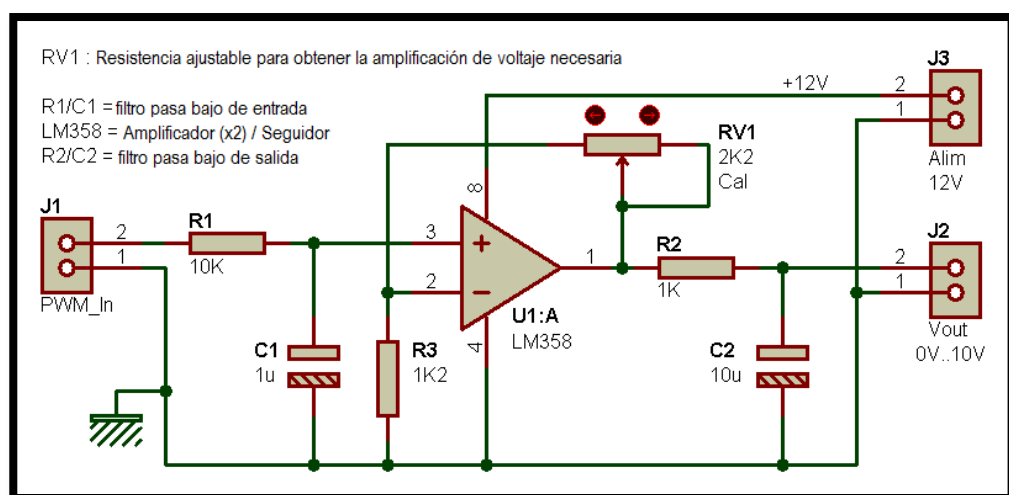 RV1 : Resistencia ajustable para obtener la amplificación de voltaje necesaria
R1/C1 = filtro pasa bajo de entrada
LM358 = Amplificador (x2) / Seguidor
R2/C2 = filtro pasa bajo de salida
J3
+12V
2
1
Alim
12V
RV1
2K2
Cal
J1
2
1
PWM_In
R1
10K
8
3
2
1
4
U1:A
LM358
R2
1K
J2
2
1
Vout
0V..10V
C1
1u
R3
1K2
C2
10u